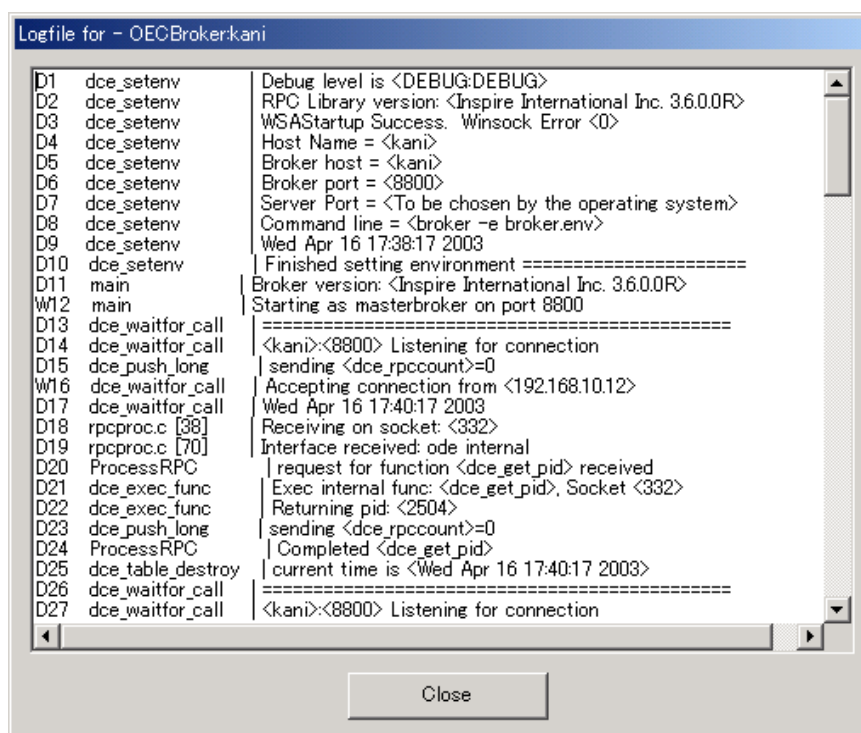 Logfile for - OECBroker:kani
D1 dce_setenv | Debug level is <DEBUG:DEBUG>
D2 dce_setenv | RPC Library version: <Inspire International Inc. 3.6.0.0R>
D3 dce_setenv | WSAStartup Success. Winsock Error <0>
D4 dce_setenv | Host Name = <kani>
D5 dce_setenv | Broker host = <kani>
D6 dce_setenv | Broker port = <8800>
D7 dce_setenv | Server Port = <To be chosen by the operating system>
D8 dce_setenv | Command line = <broker -e broker.env>
D9 dce_setenv | Wed Apr 16 17:38:17 2003
D10 dce_setenv | Finished setting environment ======================
D11 main | Broker version: <Inspire International Inc. 3.6.0.0R>
W12 main | Starting as masterbroker on port 8800
D13 dce_waitfor_call | ==============================================
D14 dce_waitfor_call | <kani>:<8800> Listening for connection
D15 dce_push_long | sending <dce_rpccount>=0
W16 dce_waitfor_call | Accepting connection from <192.168.10.12>
D17 dce_waitfor_call | Wed Apr 16 17:40:17 2003
D18 rpcproc.c [38] | Receiving on socket: <332>
D19 rpcproc.c [70] | Interface received: ode internal
D20 ProcessRPC | request for function <dce_get_pid> received
D21 dce_exec_func | Exec internal func: <dce_get_pid>, Socket <332>
D22 dce_exec_func | Returning pid: <2504>
D23 dce_push_long | sending <dce_rpccount>=0
D24 ProcessRPC | Completed <dce_get_pid>
D25 dce_table_destroy | current time is <Wed Apr 16 17:40:17 2003>
D26 dce_waitfor_call | ==============================================
D27 dce_waitfor_call | <kani>:<8800> Listening for connection
Close